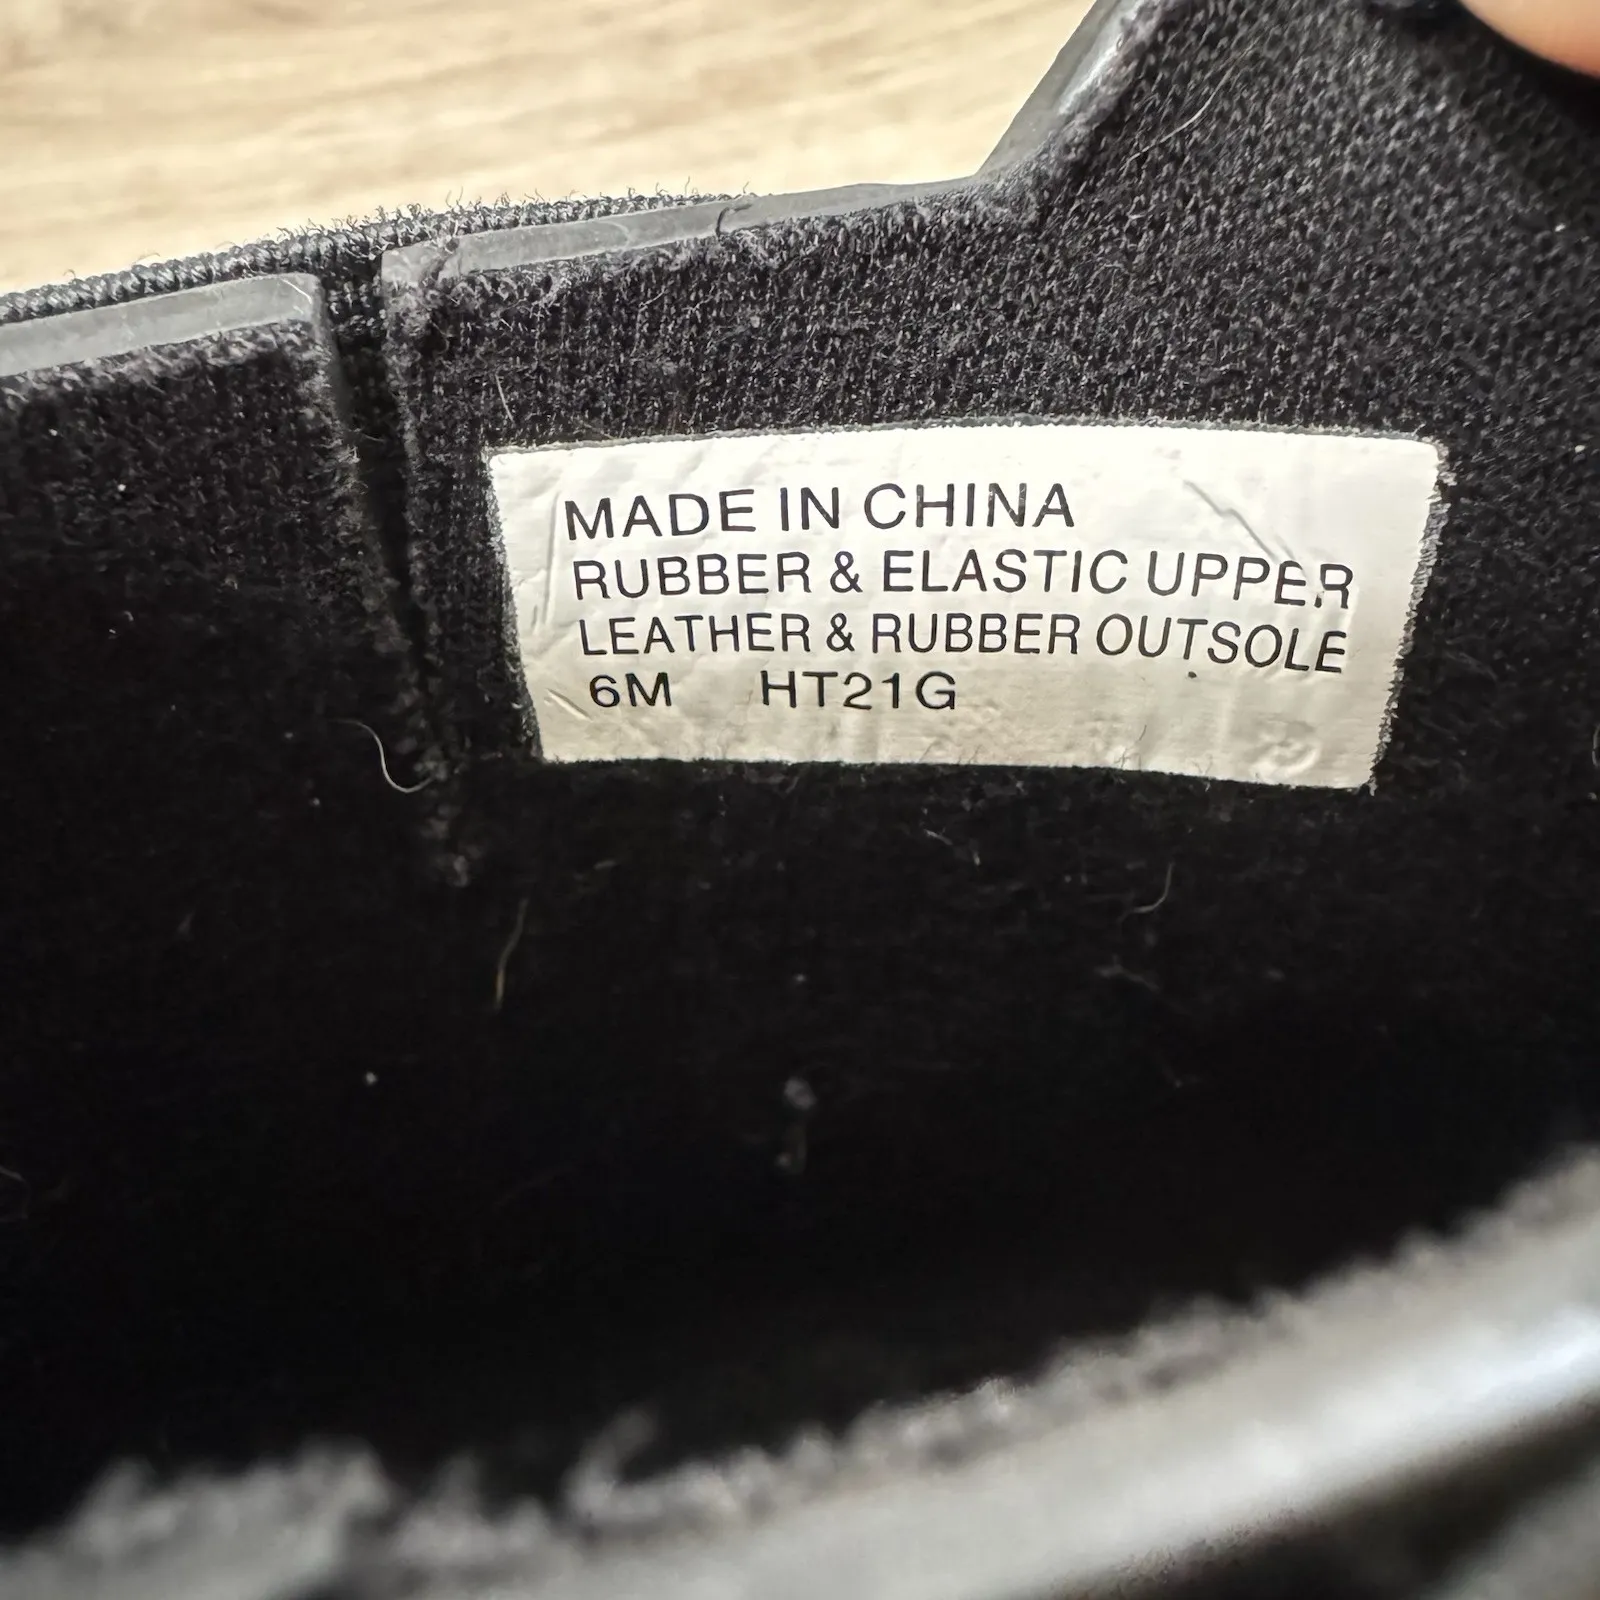 MADE IN CHINA
RUBBER & ELASTIC UPPER
LEATHER & RUBBER OUTSOLE
6M HT21G